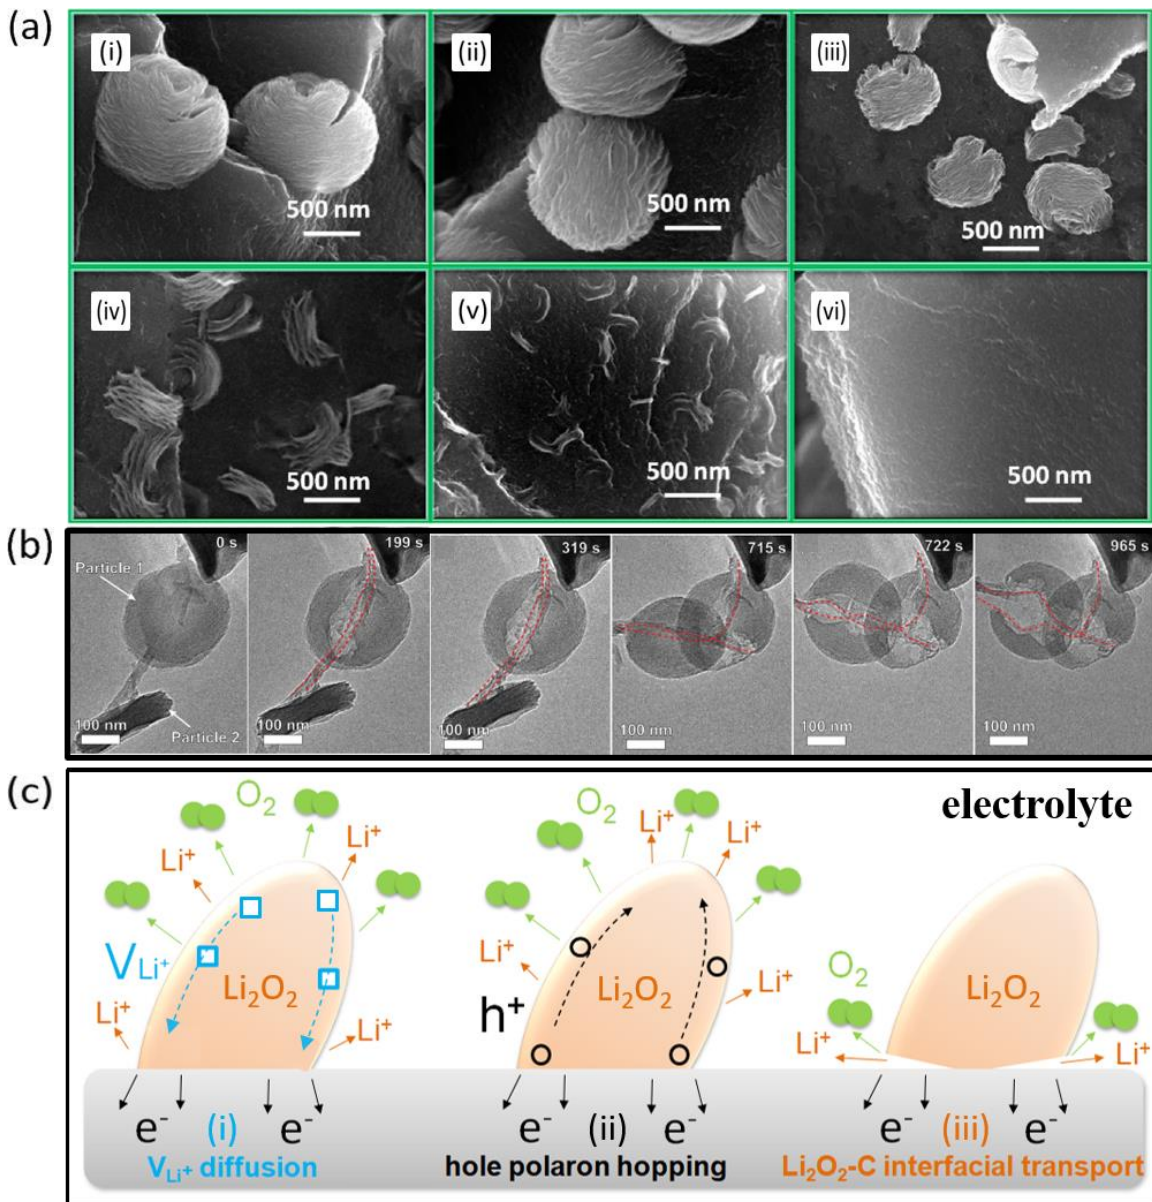 (a)
(i)
500 nm
(ii)
500 nm
(iii)
500 nm
(iv)
500 nm
(v)
500 nm
(vi)
500 nm
(b)
0 s
Particle 1
100 nm
Particle 2
199 s
100 nm
319 s
100 nm
715 s
100 nm
722 s
100 nm
965 s
100 nm
(c)
electrolyte
O₂
Li⁺
Li⁺
V_Li⁺
Li₂O₂
Li⁺
Li⁺
e⁻ (i) e⁻
V_Li⁺ diffusion
O₂
Li⁺
Li⁺
Li⁺
Li₂O₂
Li⁺
h⁺
e⁻ (ii) e⁻
hole polaron hopping
O₂
Li₂O₂
Li⁺
Li⁺
e⁻ (iii) e⁻
Li₂O₂-C interfacial transport